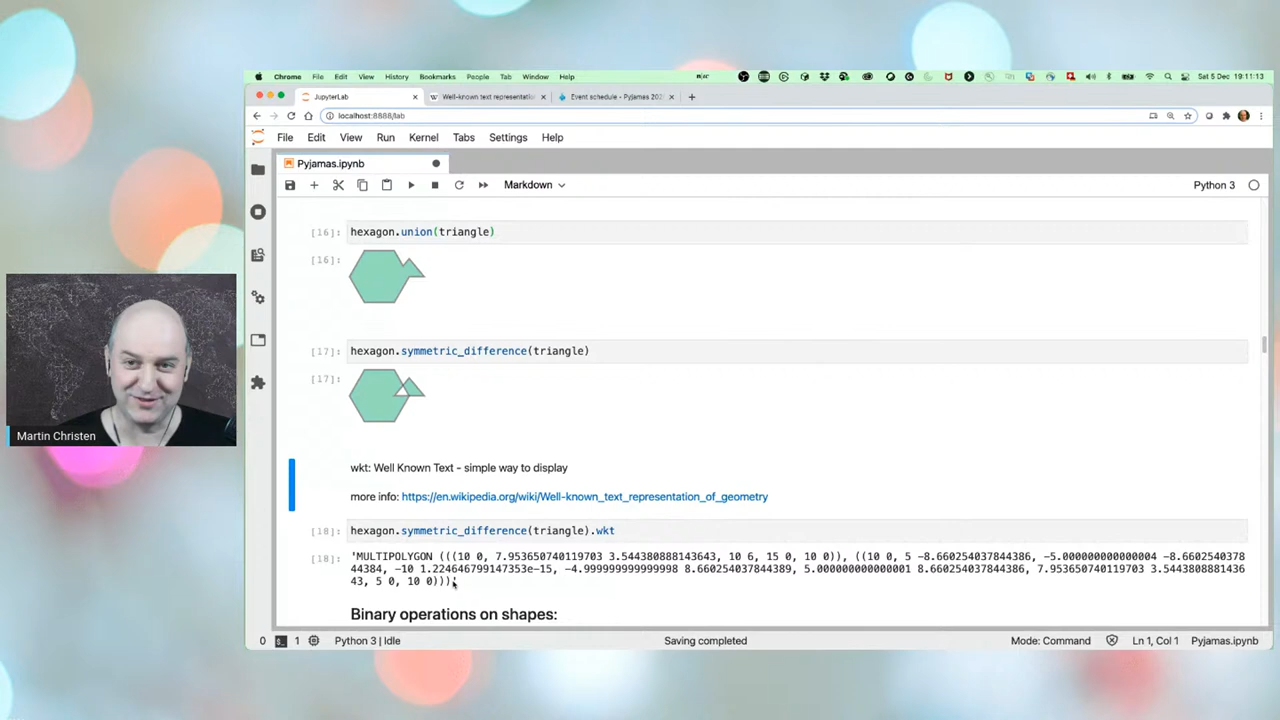 Chrome File Edit View History Bookmarks People Tab Window Help Sat 5 Dec 19:11:13
JupyterLab Well-known text representatio Event schedule - Pyjamas 202
localhost:8888/lab
File Edit View Run Kernel Tabs Settings Help
Pyjamas.ipynb
Markdown Python 3
[16]: hexagon.union(triangle)
[16]:
[17]: hexagon.symmetric_difference(triangle)
[17]:
wkt: Well Known Text - simple way to display
more info: https://en.wikipedia.org/wiki/Well-known_text_representation_of_geometry
[18]: hexagon.symmetric_difference(triangle).wkt
[18]: 'MULTIPOLYGON (((10 0, 7.953650740119703 3.544380888143643, 10 6, 15 0, 10 0)), ((10 0, 5 -8.660254037844386, -5.000000000000004 -8.6602540378
44384, -10 1.224646799147353e-15, -4.999999999999998 8.660254037844389, 5.000000000000001 8.660254037844386, 7.953650740119703 3.5443808881436
43, 5 0, 10 0)))'
Binary operations on shapes:
0 1 Python 3 | Idle Saving completed Mode: Command Ln 1, Col 1 Pyjamas.ipynb
Martin Christen